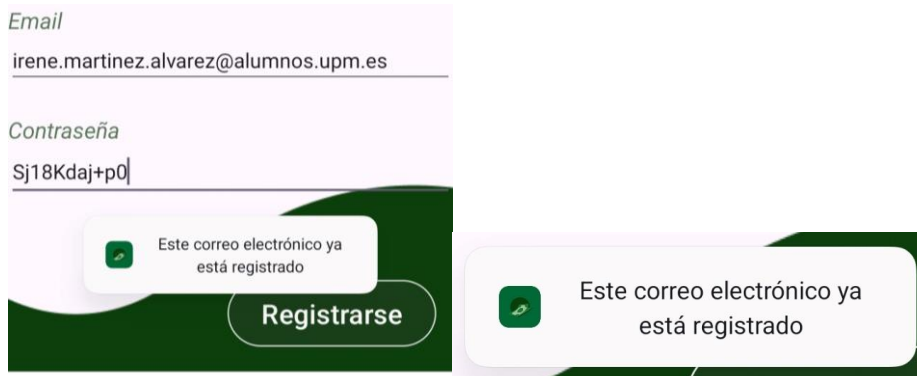 Email
irene.martinez.alvarez@alumnos.upm.es
Contraseña
Sj18Kdaj+p0
Este correo electrónico ya
está registrado
Registrarse
Este correo electrónico ya
está registrado